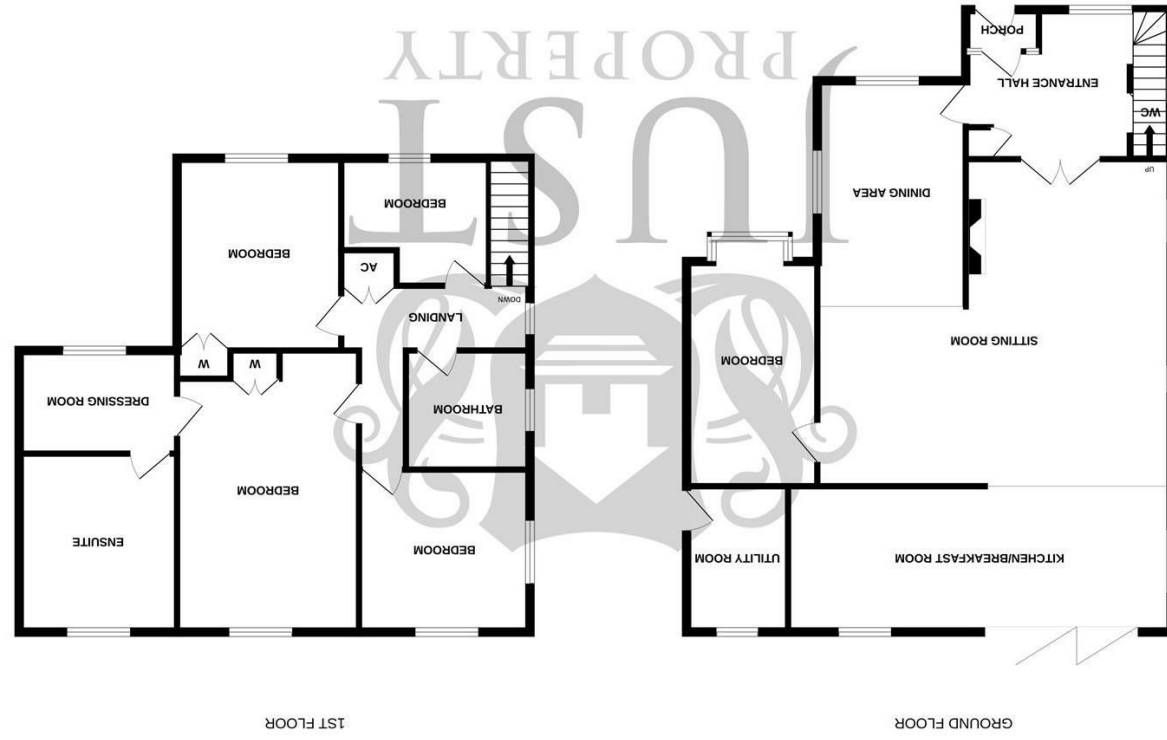 GROUND FLOOR
KITCHEN/BREAKFAST ROOM
UTILITY ROOM
BEDROOM
SITTING ROOM
DINING AREA
UP
WC
ENTRANCE HALL
PORCH
1ST FLOOR
BEDROOM
BEDROOM
ENSUITE
BATHROOM
DRESSING ROOM
W
W
LANDING
DOWN
AC
BEDROOM
BEDROOM
JUST
PROPERTY